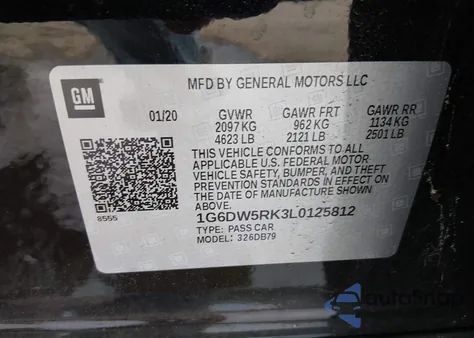 GM
MFD BY GENERAL MOTORS LLC
01/20
GVWR GAWR FRT GAWR RR
2097 KG 962 KG 1134 KG
4623 LB 2121 LB 2501 LB
THIS VEHICLE CONFORMS TO ALL
APPLICABLE U.S. FEDERAL MOTOR
VEHICLE SAFETY, BUMPER, AND THEFT
PREVENTION STANDARDS IN EFFECT ON
THE DATE OF MANUFACTURE SHOWN
ABOVE.
1G6DW5RK3L0125812
TYPE: PASS CAR
MODEL: 326DB79
8555
autosnap